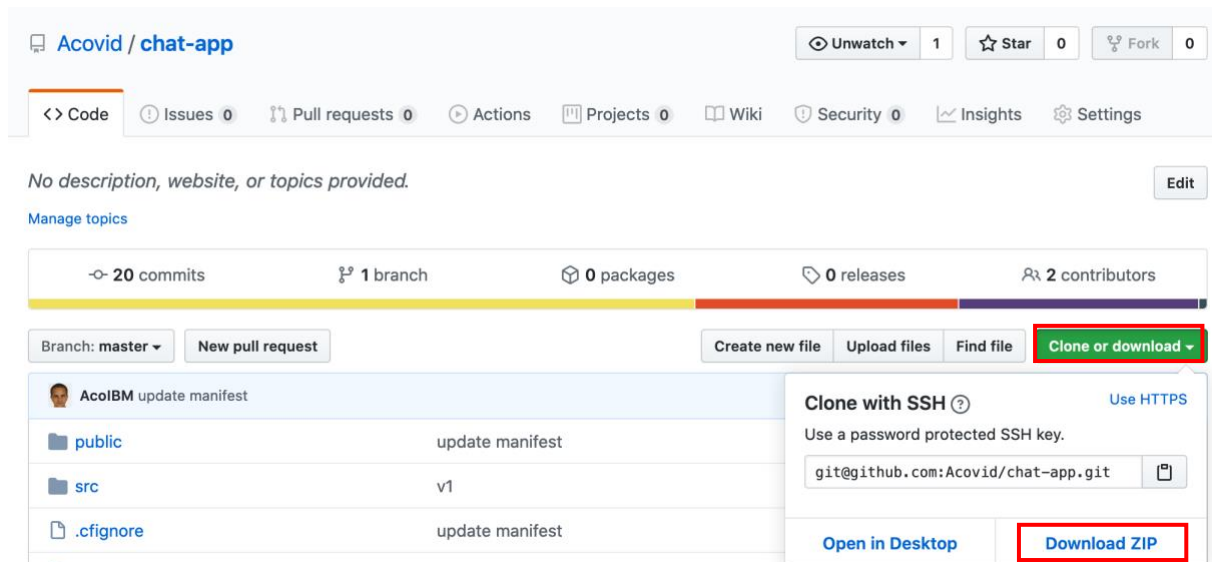 Acovid / chat-app
Unwatch 1 Star 0 Fork 0
<> Code Issues 0 Pull requests 0 Actions Projects 0 Wiki Security 0 Insights Settings
No description, website, or topics provided.
Edit
Manage topics
20 commits 1 branch 0 packages 0 releases 2 contributors
Branch: master New pull request Create new file Upload files Find file Clone or download
AcoIBM update manifest
public update manifest
src v1
.cfignore update manifest
Clone with SSH ?
Use HTTPS
Use a password protected SSH key.
git@github.com:Acovid/chat-app.git
Open in Desktop Download ZIP